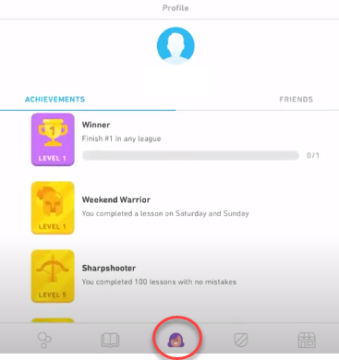 Profile
ACHIEVEMENTS
FRIENDS
1
LEVEL 1
Winner
Finish #1 in any league
0/1
LEVEL 1
Weekend Warrior
You completed a lesson on Saturday and Sunday
LEVEL 5
Sharpshooter
You completed 100 lessons with no mistakes